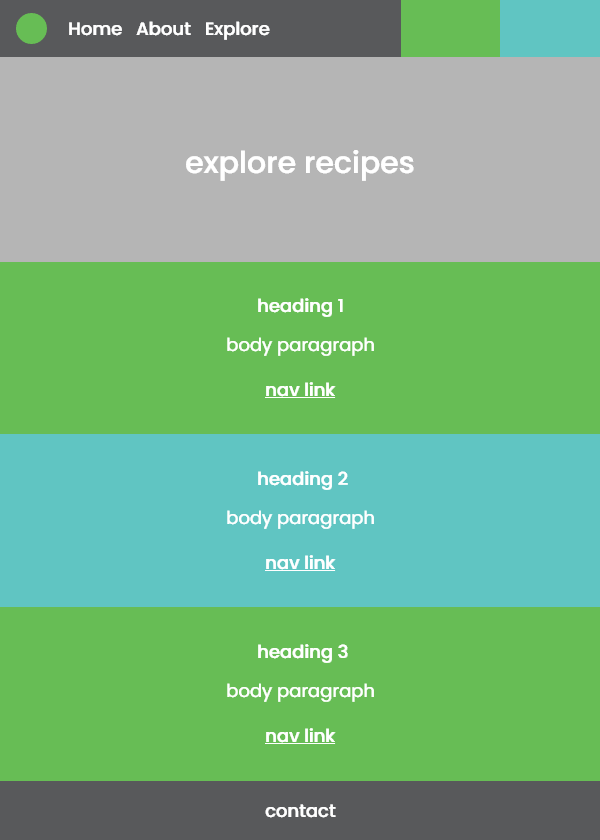 Home About Explore
explore recipes
heading 1
body paragraph
nav link
heading 2
body paragraph
nav link
heading 3
body paragraph
nav link
contact